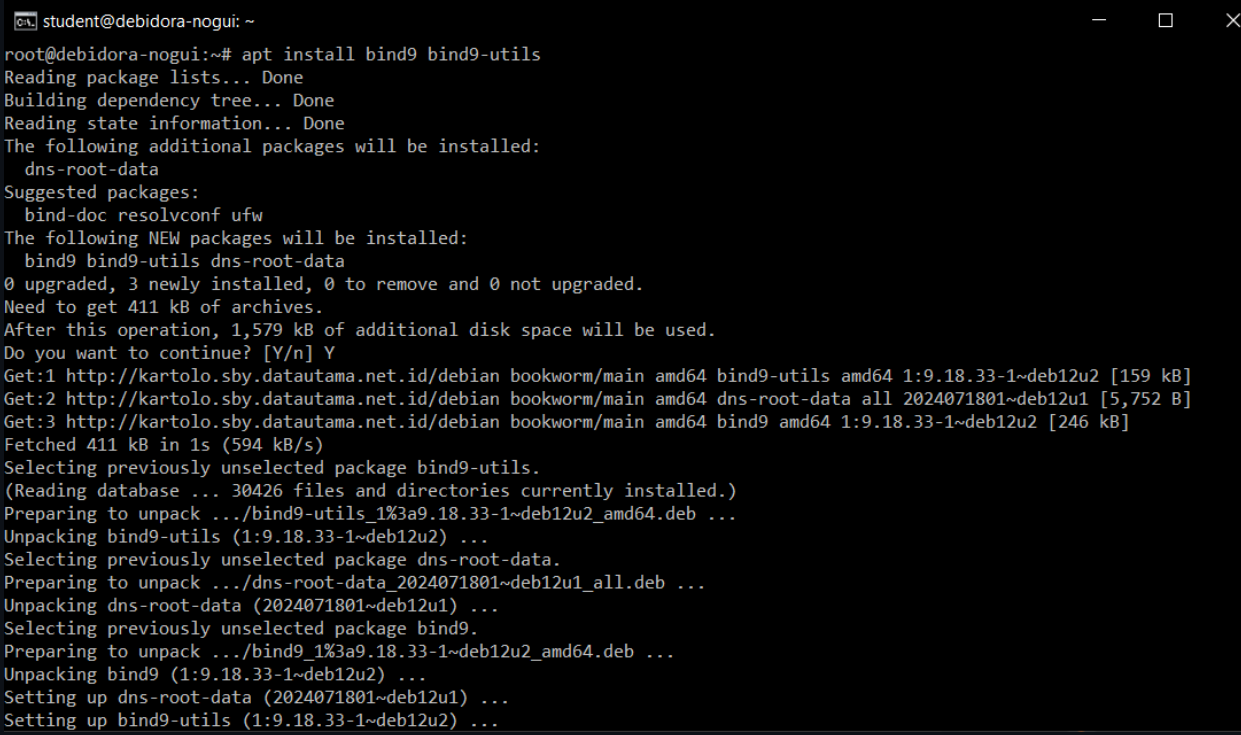 student@debidora-nogui: ~
root@debidora-nogui:~# apt install bind9 bind9-utils
Reading package lists... Done
Building dependency tree... Done
Reading state information... Done
The following additional packages will be installed:
  dns-root-data
Suggested packages:
  bind-doc resolvconf ufw
The following NEW packages will be installed:
  bind9 bind9-utils dns-root-data
0 upgraded, 3 newly installed, 0 to remove and 0 not upgraded.
Need to get 411 kB of archives.
After this operation, 1,579 kB of additional disk space will be used.
Do you want to continue? [Y/n] Y
Get:1 http://kartolo.sby.datautama.net.id/debian bookworm/main amd64 bind9-utils amd64 1:9.18.33-1~deb12u2 [159 kB]
Get:2 http://kartolo.sby.datautama.net.id/debian bookworm/main amd64 dns-root-data all 2024071801~deb12u1 [5,752 B]
Get:3 http://kartolo.sby.datautama.net.id/debian bookworm/main amd64 bind9 amd64 1:9.18.33-1~deb12u2 [246 kB]
Fetched 411 kB in 1s (594 kB/s)
Selecting previously unselected package bind9-utils.
(Reading database ... 30426 files and directories currently installed.)
Preparing to unpack .../bind9-utils_1%3a9.18.33-1~deb12u2_amd64.deb ...
Unpacking bind9-utils (1:9.18.33-1~deb12u2) ...
Selecting previously unselected package dns-root-data.
Preparing to unpack .../dns-root-data_2024071801~deb12u1_all.deb ...
Unpacking dns-root-data (2024071801~deb12u1) ...
Selecting previously unselected package bind9.
Preparing to unpack .../bind9_1%3a9.18.33-1~deb12u2_amd64.deb ...
Unpacking bind9 (1:9.18.33-1~deb12u2) ...
Setting up dns-root-data (2024071801~deb12u1) ...
Setting up bind9-utils (1:9.18.33-1~deb12u2) ...